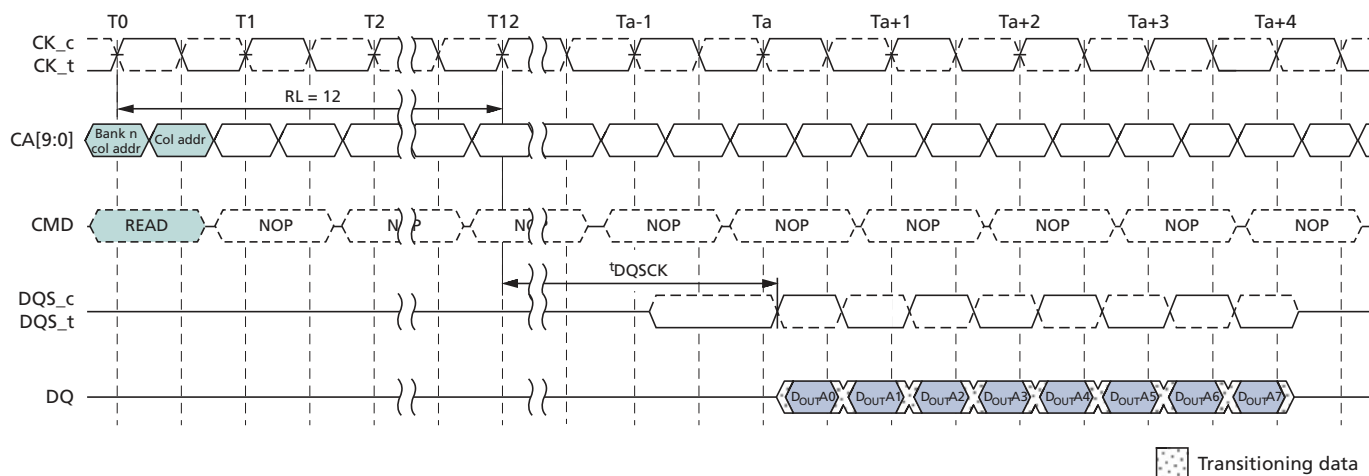 T0 T1 T2 T12 Ta-1 Ta Ta+1 Ta+2 Ta+3 Ta+4
CK_c
CK_t
RL = 12
CA[9:0]
Bank n
col addr
Col addr
CMD
READ NOP NOP NOP NOP NOP NOP NOP NOP NOP
tDQSCK
DQS_c
DQS_t
DQ
DOUTA0 DOUTA1 DOUTA2 DOUTA3 DOUTA4 DOUTA5 DOUTA6 DOUTA7
Transitioning data